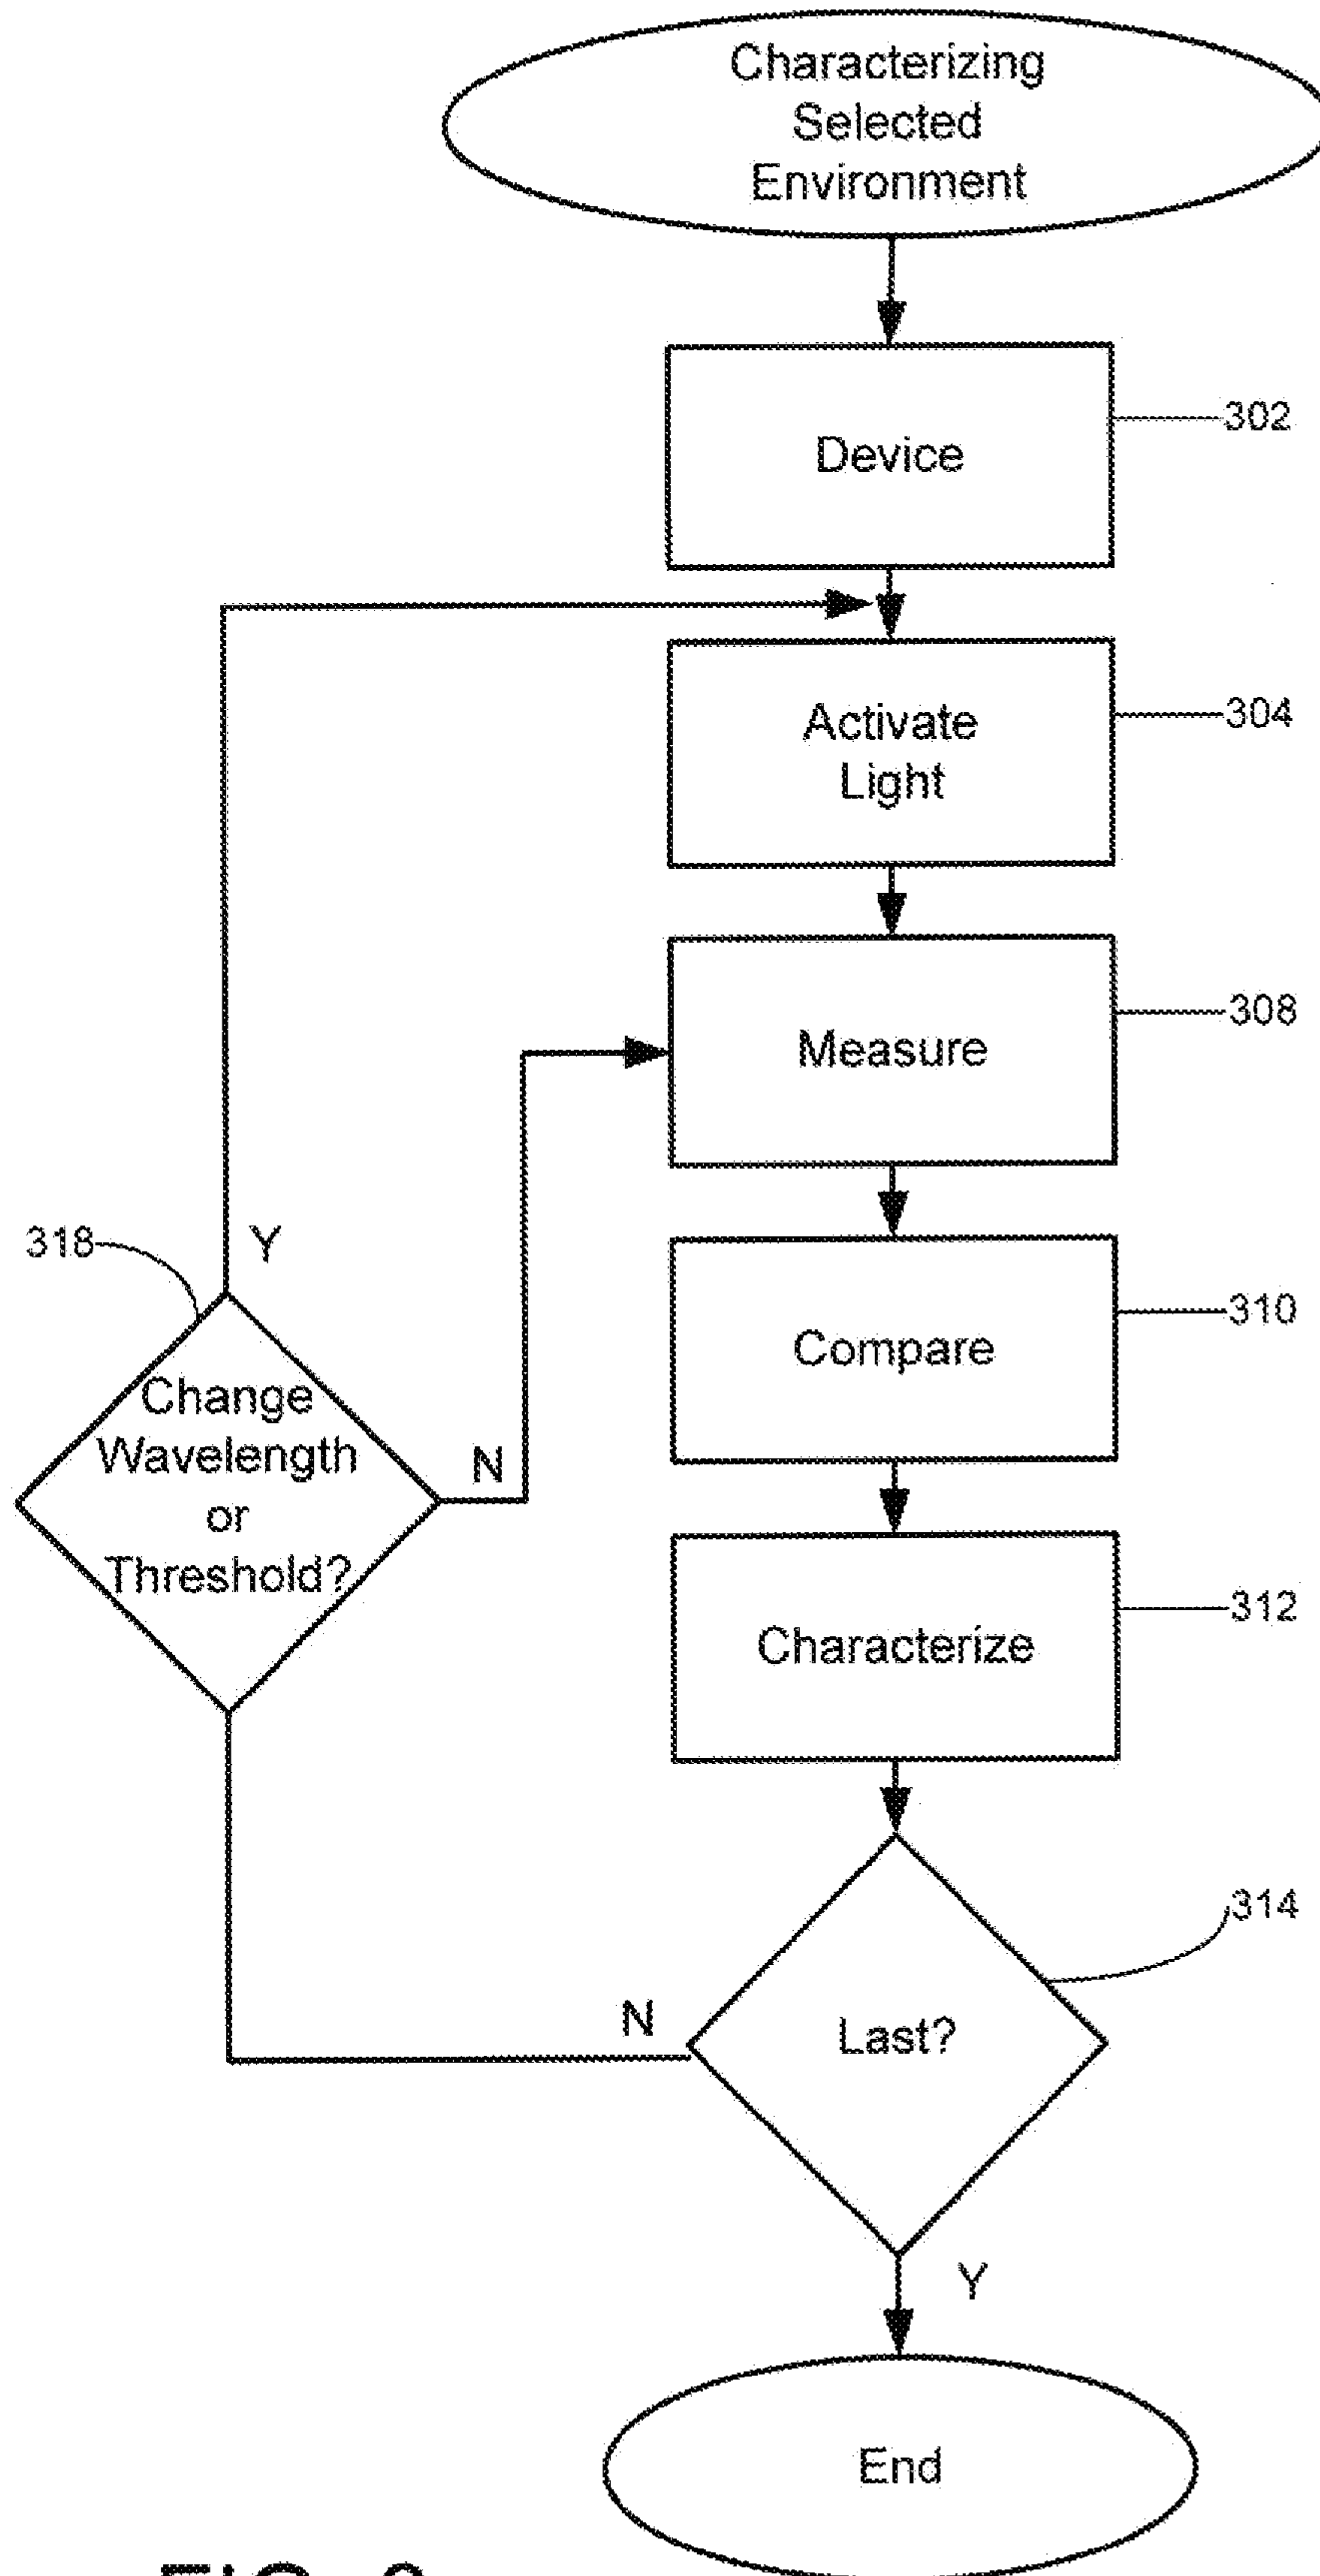 Characterizing
Selected
Environment
Device
302
Activate
Light
304
Measure
308
318
Y
Compare
310
Change
Wavelength
or
Threshold?
N
Characterize
312
314
N
Last?
Y
End